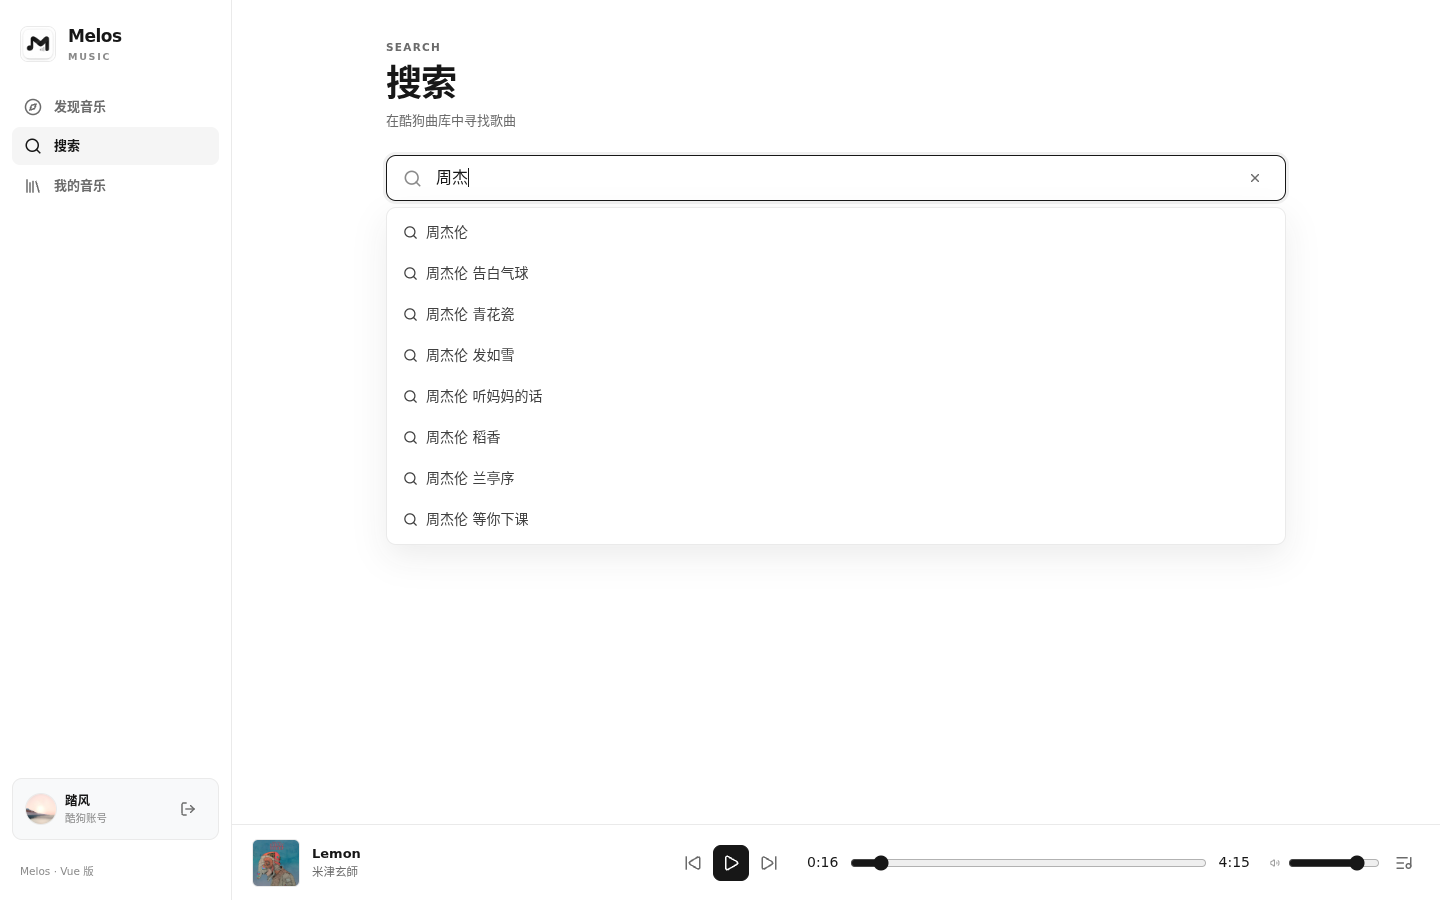 Melos
MUSIC
发现音乐
搜索
我的音乐
踏风
酷狗账号
Melos · Vue 版
SEARCH
搜索
在酷狗曲库中寻找歌曲
周杰
周杰伦
周杰伦 告白气球
周杰伦 青花瓷
周杰伦 发如雪
周杰伦 听妈妈的话
周杰伦 稻香
周杰伦 兰亭序
周杰伦 等你下课
Lemon
米津玄師
0:16
4:15